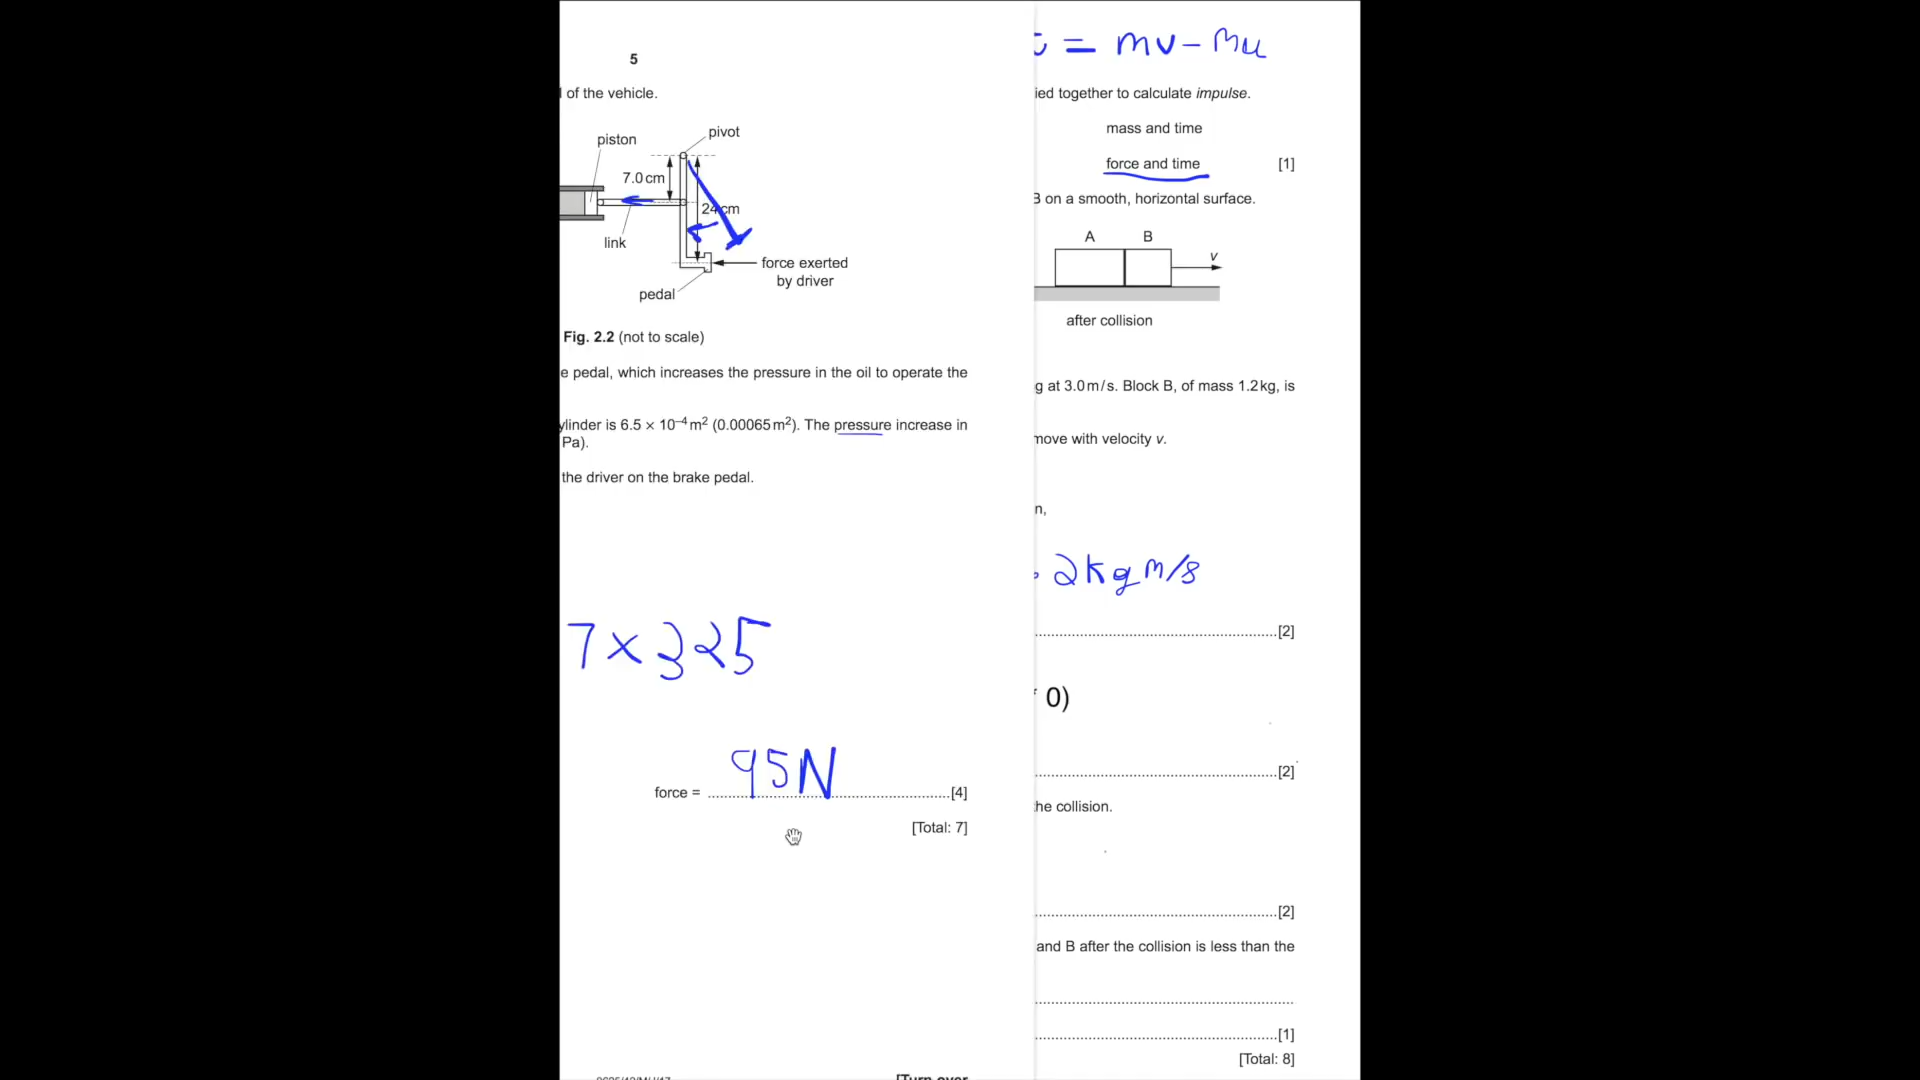 5
of the vehicle.
pivot
piston
7.0 cm
24 cm
link
force exerted
by driver
pedal
Fig. 2.2 (not to scale)
e pedal, which increases the pressure in the oil to operate the
ylinder is 6.5 × 10⁻⁴ m² (0.00065 m²). The pressure increase in
Pa).
the driver on the brake pedal.
7 × 325
95N
force = ............ [4]
[Total: 7]
[Turn over
= mv - mu
ied together to calculate impulse.
mass and time
force and time [1]
B on a smooth, horizontal surface.
A B
v
after collision
g at 3.0 m/s. Block B, of mass 1.2 kg, is
move with velocity v.
n,
2 kg m/s
[2]
0)
[2]
he collision.
[2]
and B after the collision is less than the
[1]
[Total: 8]